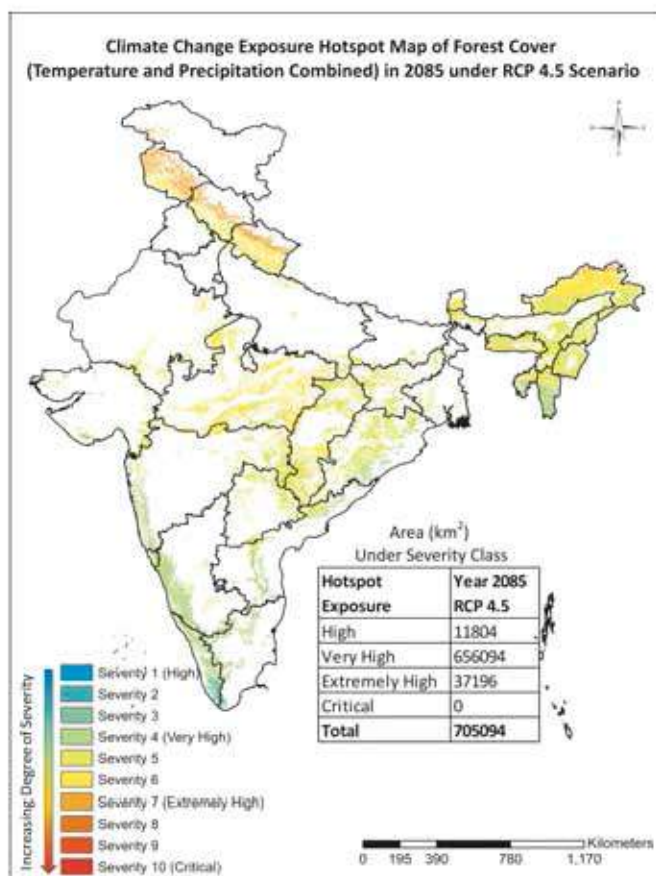 Climate Change Exposure Hotspot Map of Forest Cover
(Temperature and Precipitation Combined) in 2085 under RCP 4.5 Scenario
Area (km²)
Under Severity Class
Hotspot Exposure Year 2085 RCP 4.5
High 11804
Very High 656094
Extremely High 37196
Critical 0
Total 705094
Increasing Degree of Severity
Severity 1 (High)
Severity 2
Severity 3
Severity 4 (Very High)
Severity 5
Severity 6
Severity 7 (Extremely High)
Severity 8
Severity 9
Severity 10 (Critical)
Kilometers
0 195 390 780 1,170